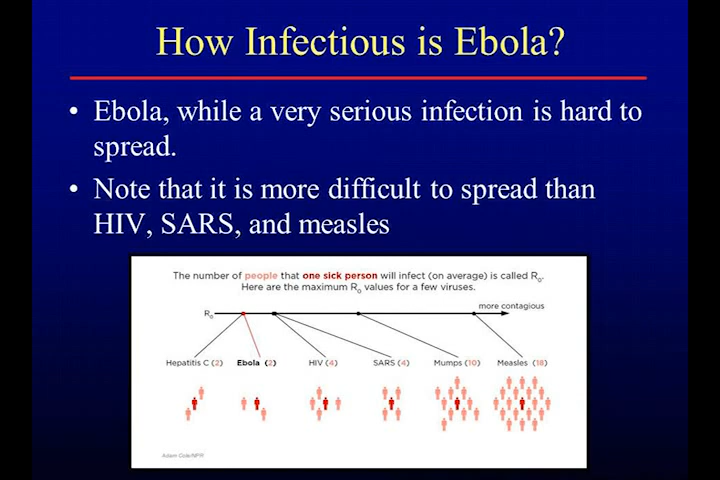 How Infectious is Ebola?
• Ebola, while a very serious infection is hard to
spread.
• Note that it is more difficult to spread than
HIV, SARS, and measles
The number of people that one sick person will infect (on average) is called R₀.
Here are the maximum R₀ values for a few viruses.
more contagious
R₀
Hepatitis C (2) Ebola (2) HIV (4) SARS (4) Mumps (10) Measles (18)
Adam Cole/NPR